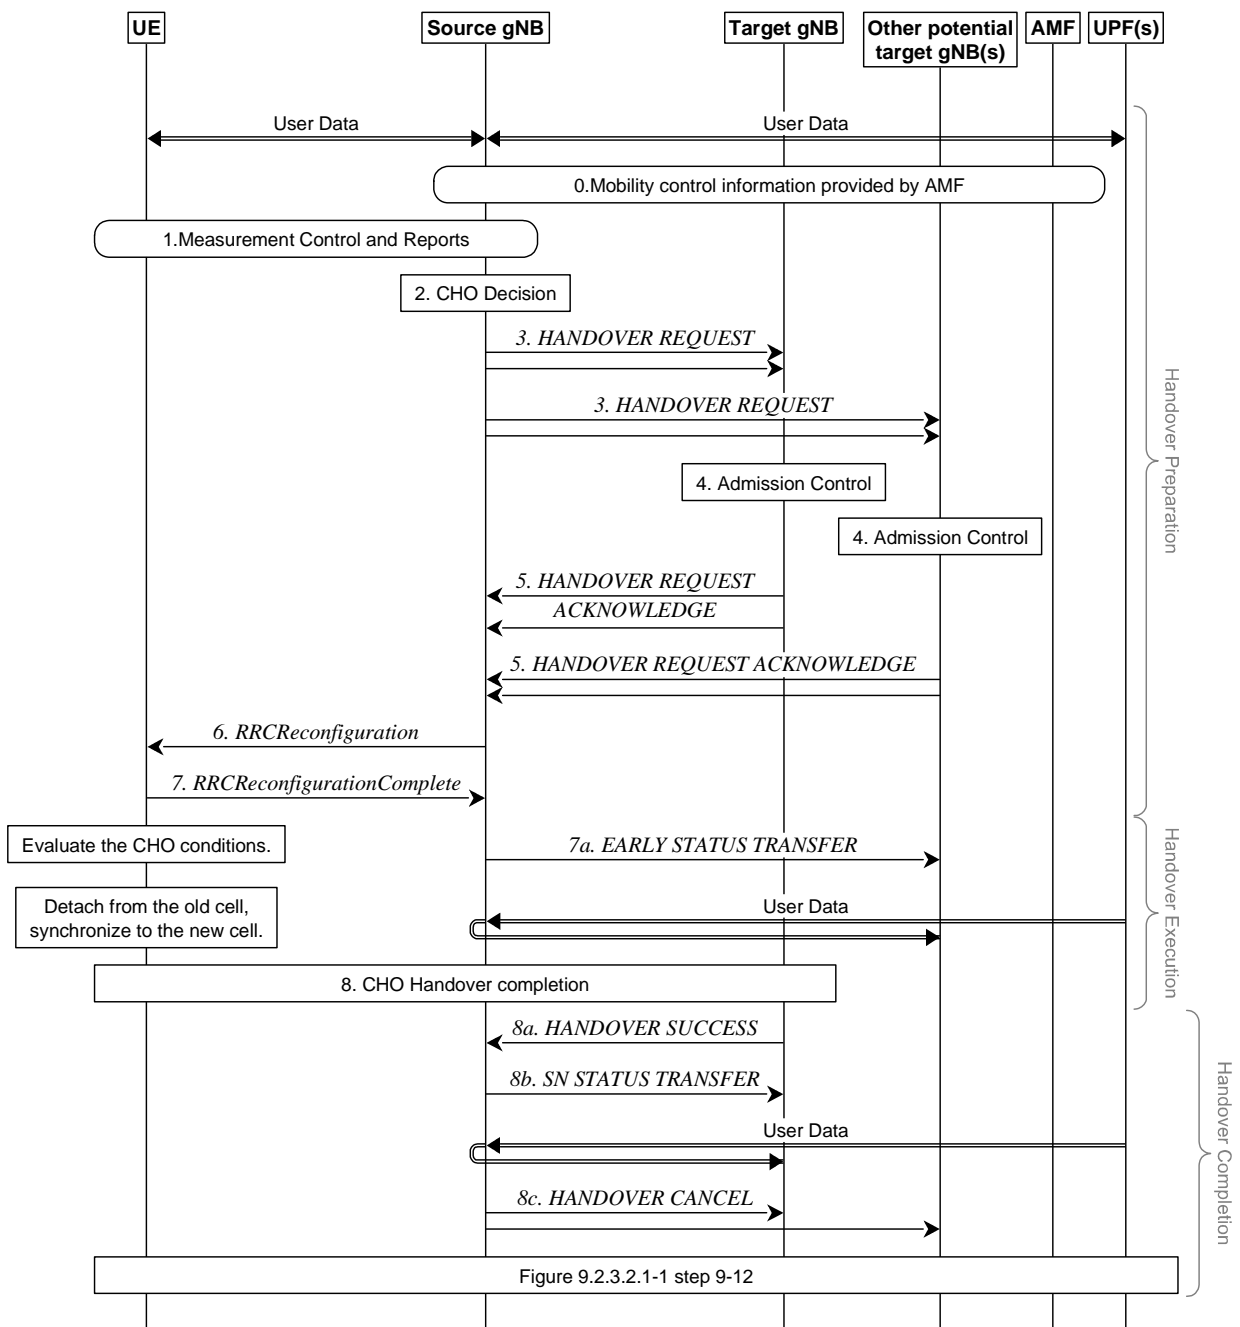 UE
Source gNB
Target gNB
Other potential
target gNB(s)
AMF
UPF(s)
User Data
User Data
0.Mobility control information provided by AMF
1.Measurement Control and Reports
2. CHO Decision
3. HANDOVER REQUEST
3. HANDOVER REQUEST
4. Admission Control
4. Admission Control
5. HANDOVER REQUEST
ACKNOWLEDGE
5. HANDOVER REQUEST ACKNOWLEDGE
6. RRCReconfiguration
7. RRCReconfigurationComplete
Handover Preparation
Evaluate the CHO conditions.
7a. EARLY STATUS TRANSFER
Detach from the old cell,
synchronize to the new cell.
User Data
8. CHO Handover completion
Handover Execution
8a. HANDOVER SUCCESS
8b. SN STATUS TRANSFER
User Data
8c. HANDOVER CANCEL
Handover Completion
Figure 9.2.3.2.1-1 step 9-12